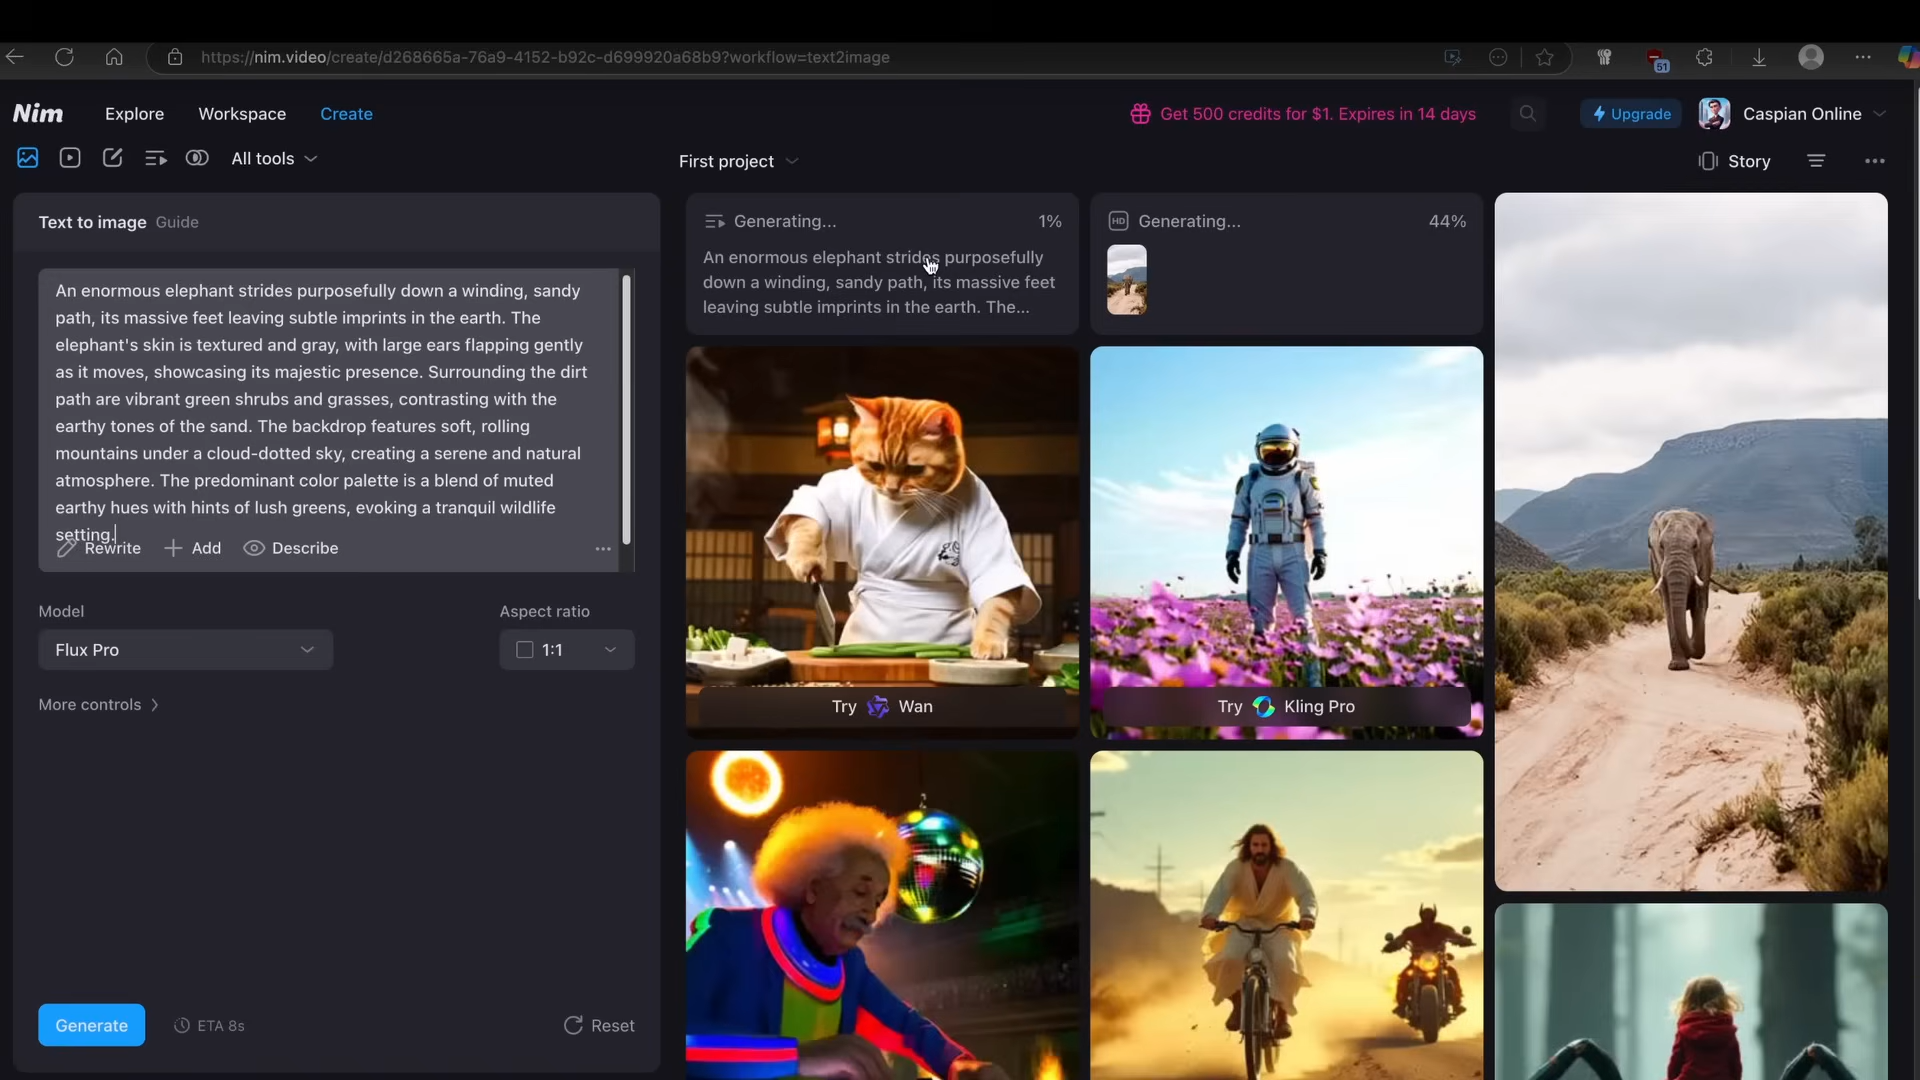 https://nim.video/create/d268665a-76a9-4152-b92c-d699920a68b9?workflow=text2image
51
Nim
Explore
Workspace
Create
Get 500 credits for $1. Expires in 14 days
Upgrade
Caspian Online
All tools
First project
Story
Text to image Guide
An enormous elephant strides purposefully down a winding, sandy
path, its massive feet leaving subtle imprints in the earth. The
elephant's skin is textured and gray, with large ears flapping gently
as it moves, showcasing its majestic presence. Surrounding the dirt
path are vibrant green shrubs and grasses, contrasting with the
earthy tones of the sand. The backdrop features soft, rolling
mountains under a cloud-dotted sky, creating a serene and natural
atmosphere. The predominant color palette is a blend of muted
earthy hues with hints of lush greens, evoking a tranquil wildlife
setting.
Rewrite
Add
Describe
Model
Aspect ratio
Flux Pro
1:1
More controls
Generate
ETA 8s
Reset
Generating... 1%
An enormous elephant strides purposefully
down a winding, sandy path, its massive feet
leaving subtle imprints in the earth. The...
HD Generating... 44%
Try Wan
Try Kling Pro